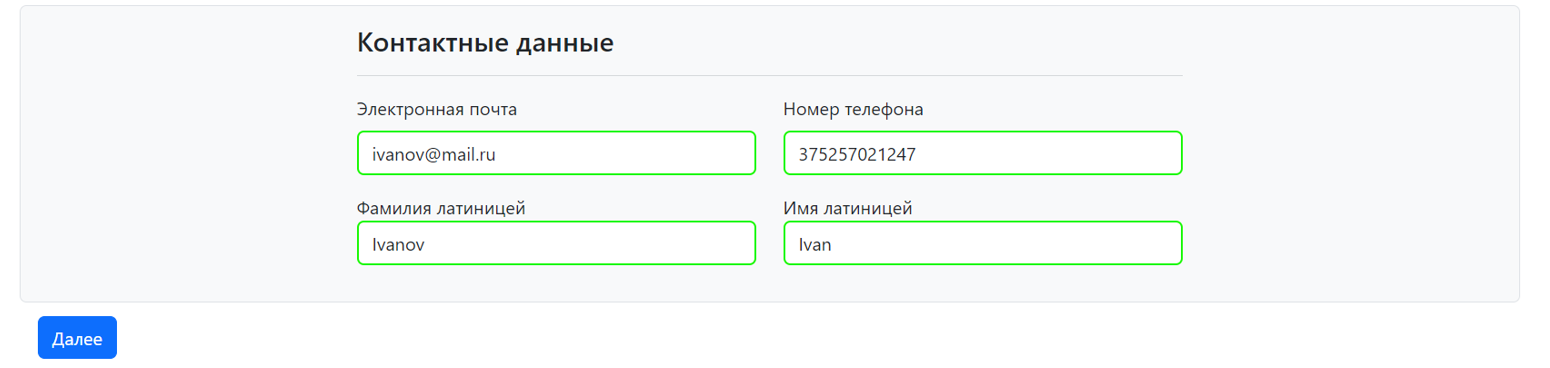 Контактные данные
Электронная почта
Номер телефона
ivanov@mail.ru
375257021247
Фамилия латиницей
Имя латиницей
Ivanov
Ivan
Далее